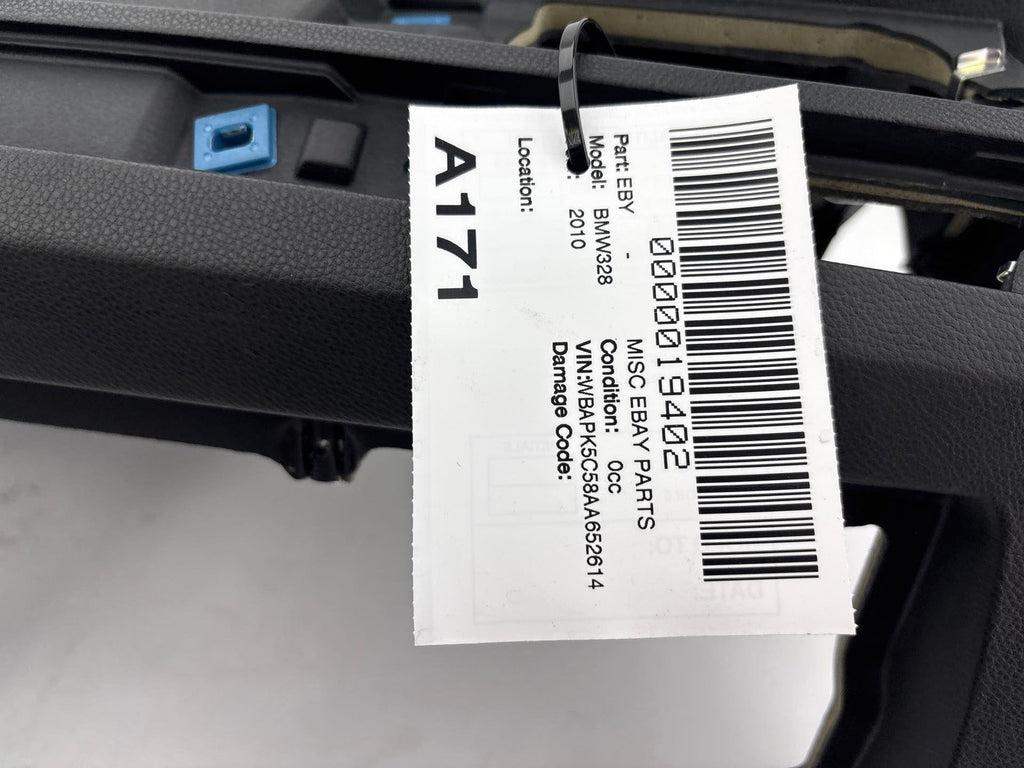 0000019402
Part: EBY - MISC EBAY PARTS
Model: BMW328 Condition: 0cc
: 2010 VIN:WBAPK5C58AA652614
Damage Code:
Location:
A171